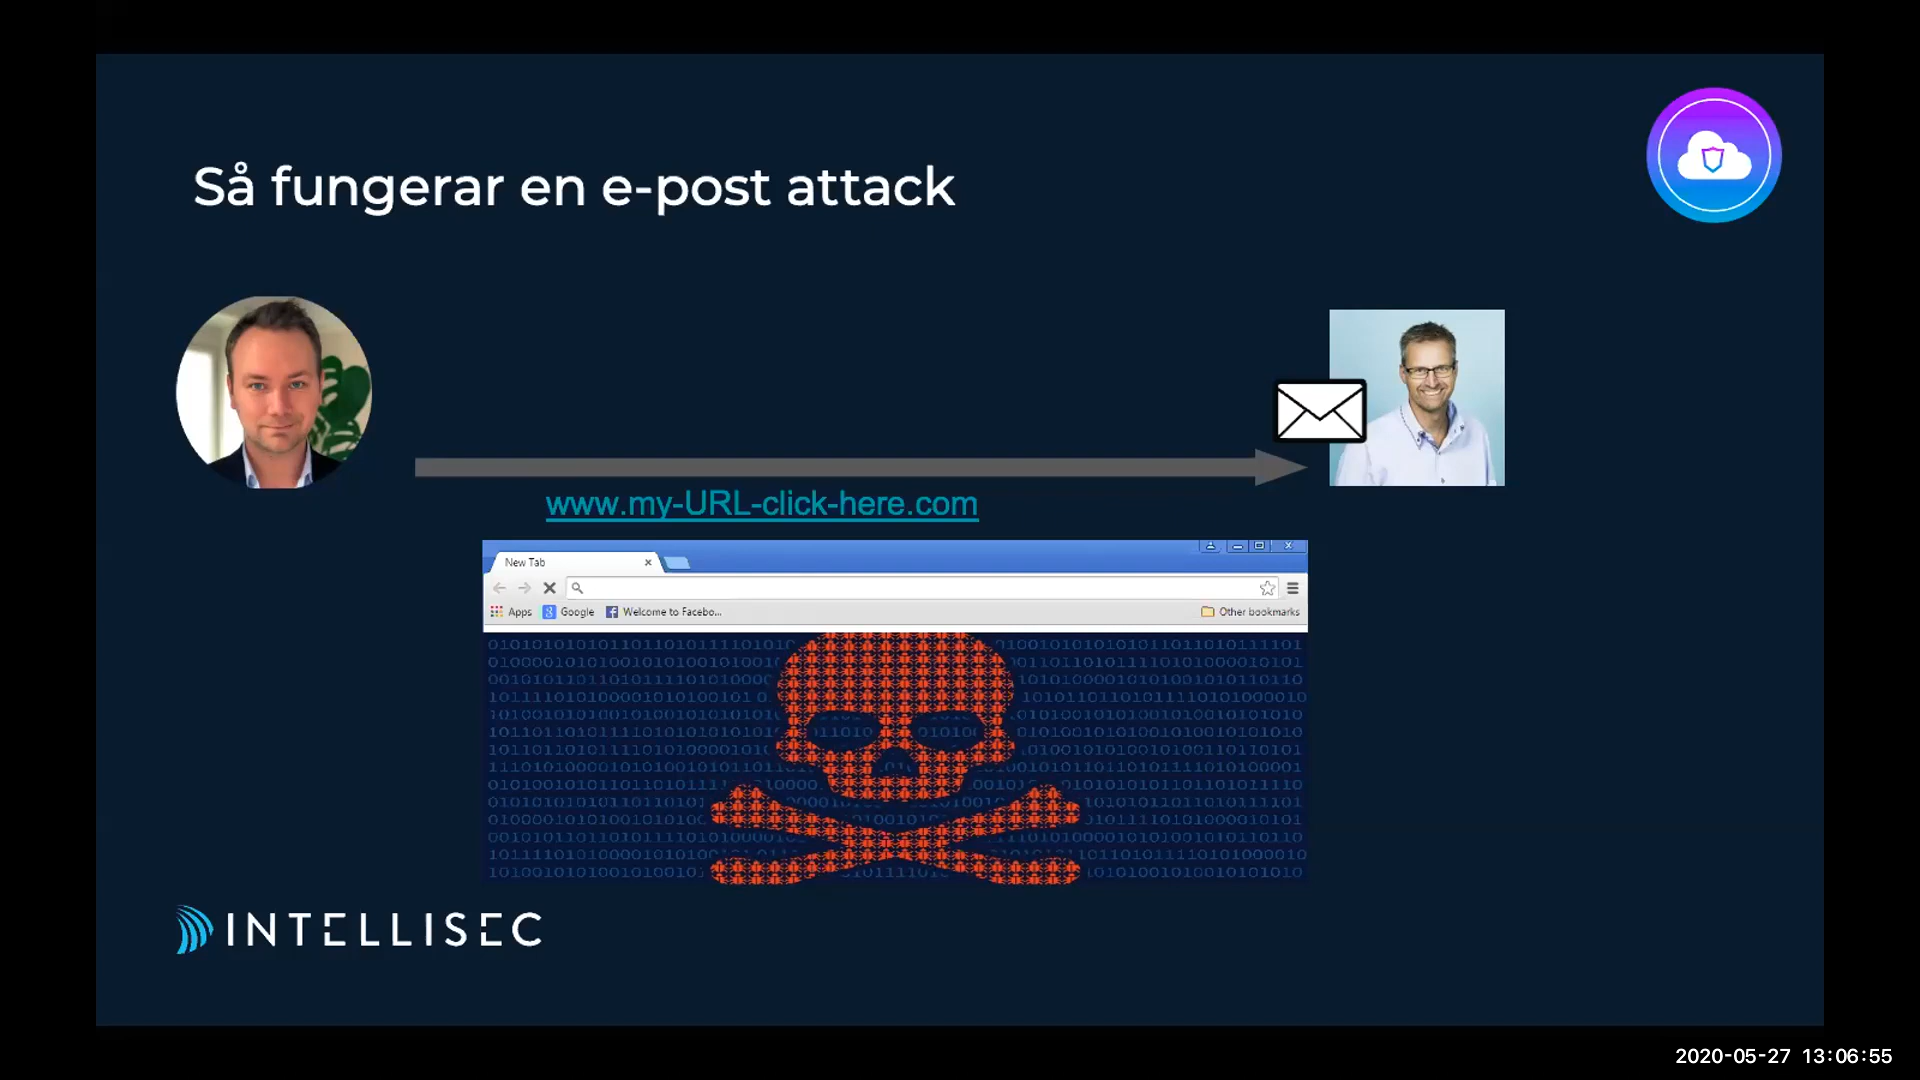 Så fungerar en e-post attack
www.my-URL-click-here.com
New Tab
Apps Google Welcome to Facebo... Other bookmarks
INTELLISEC
2020-05-27 13:06:55